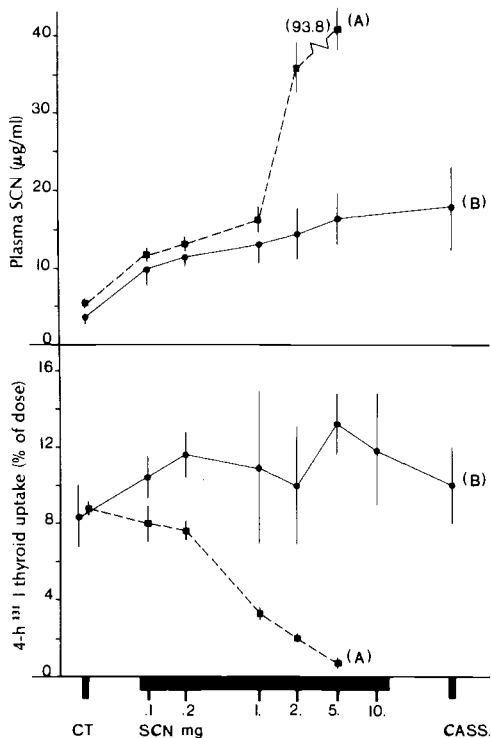 (93.8)
(A)
40
30
20
10
0
Plasma SCN (µg/ml)
(B)
16
12
8
4
0
4-h ¹³¹I thyroid uptake (% of dose)
(B)
(A)
.1 .2 1. 2. 5. 10.
CT SCN mg CASS.